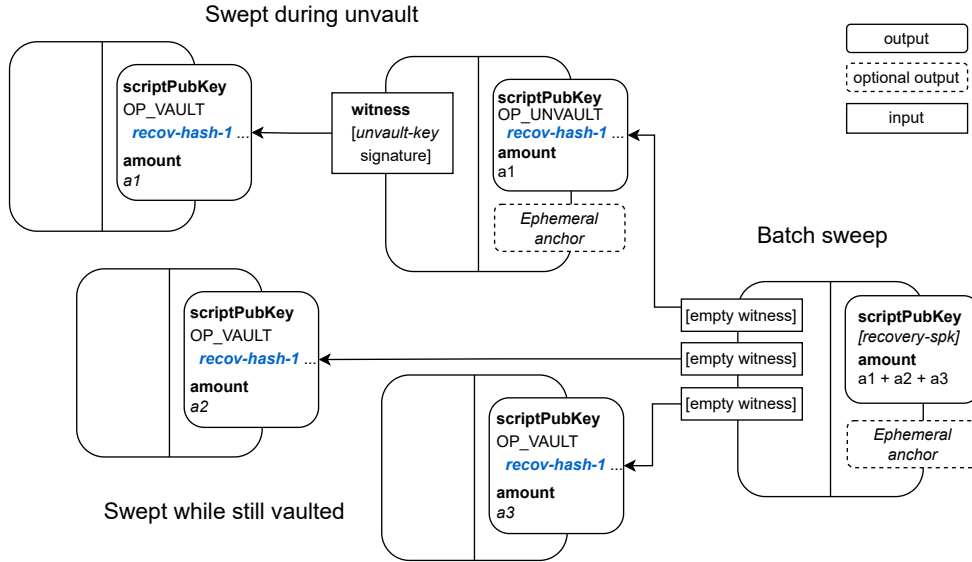 Swept during unvault
scriptPubKey
OP_VAULT
recov-hash-1 ...
amount
a1
witness
[unvault-key
signature]
scriptPubKey
OP_UNVAULT
recov-hash-1 ...
amount
a1
Ephemeral
anchor
output
optional output
input
scriptPubKey
OP_VAULT
recov-hash-1 ...
amount
a2
Swept while still vaulted
scriptPubKey
OP_VAULT
recov-hash-1 ...
amount
a3
Batch sweep
[empty witness]
[empty witness]
[empty witness]
scriptPubKey
[recovery-spk]
amount
a1 + a2 + a3
Ephemeral
anchor